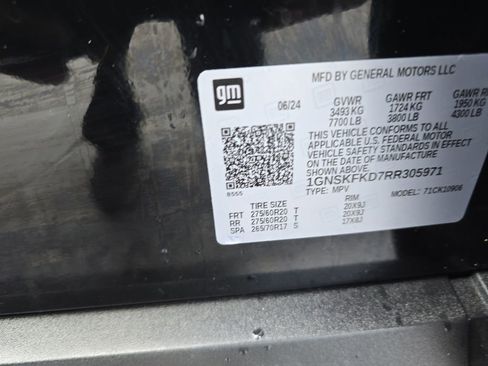 gm
MFD BY GENERAL MOTORS LLC
06/24 GVWR GAWR FRT GAWR R
3493 KG 1724 KG 1950 KG
7700 LB 3800 LB 4300 LB
THIS VEHICLE CONFORMS TO ALL
APPLICABLE U.S. FEDERAL MOTOR
VEHICLE SAFETY STANDARDS IN EFFECT
ON THE DATE OF MANUFACTURE
SHOWN ABOVE.
1GNSKFKD7RR305971
8555 TYPE: MPV MODEL: 71CK10906
TIRE SIZE RIM
FRT 275/60R20 T 20X9J
RR 275/60R20 T 20X9J
SPA 265/70R17 S 17X8J